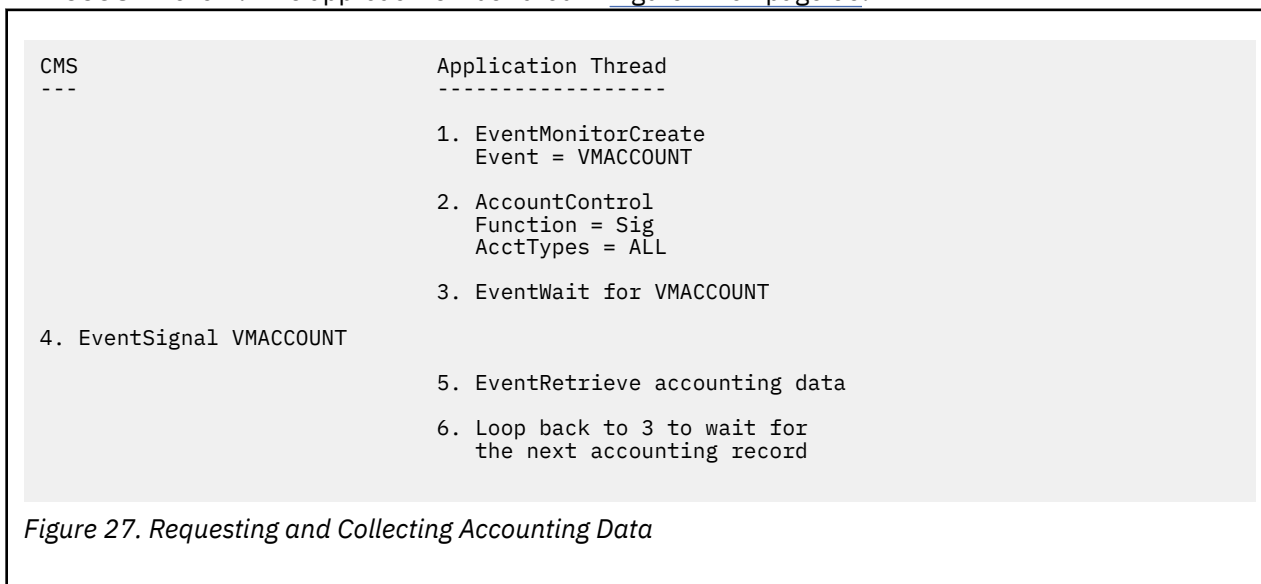 CMS Application Thread
--- ------------------
1. EventMonitorCreate
Event = VMACCOUNT
2. AccountControl
Function = Sig
AcctTypes = ALL
3. EventWait for VMACCOUNT
4. EventSignal VMACCOUNT
5. EventRetrieve accounting data
6. Loop back to 3 to wait for
the next accounting record
Figure 27. Requesting and Collecting Accounting Data